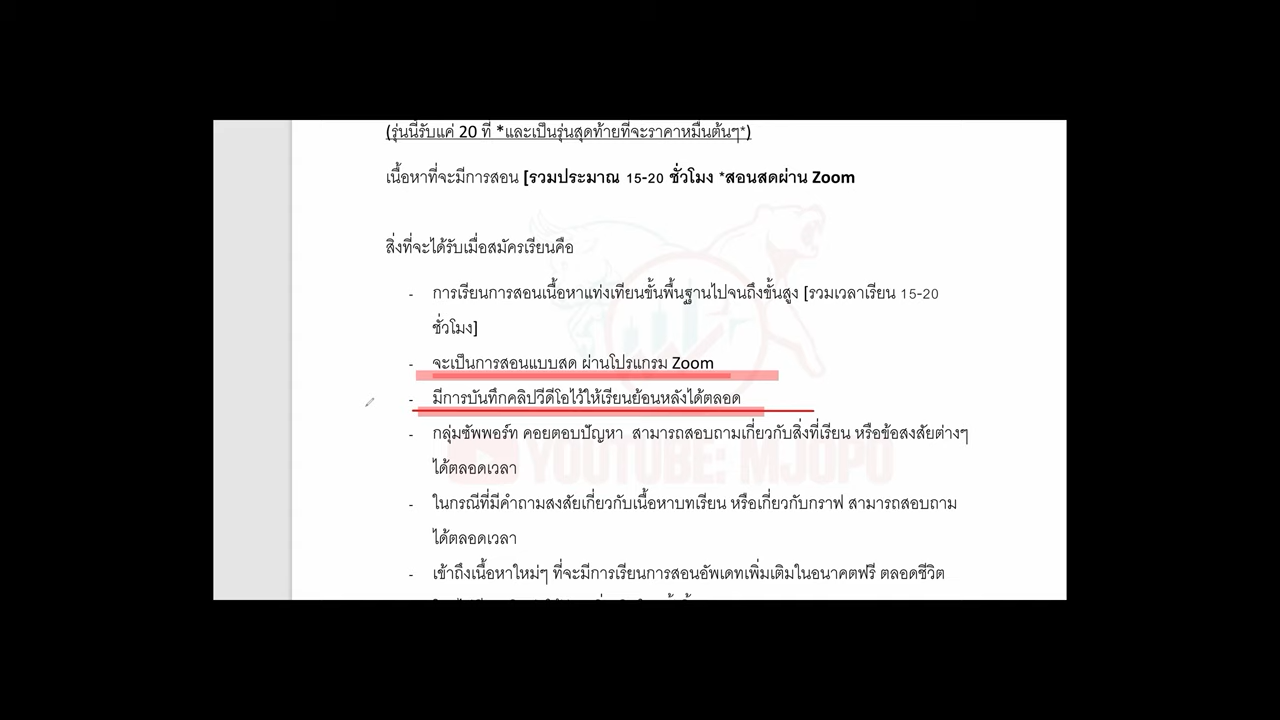 (รุ่นนี้รับแค่ 20 ที่ *และเป็นรุ่นสุดท้ายที่จะราคาหมื่นต้นๆ*)
เนื้อหาที่จะมีการสอน [รวมประมาณ 15-20 ชั่วโมง *สอนสดผ่าน Zoom
สิ่งที่จะได้รับเมื่อสมัครเรียนคือ
- การเรียนการสอนเนื้อหาแท่งเทียนขั้นพื้นฐานไปจนถึงขั้นสูง [รวมเวลาเรียน 15-20
ชั่วโมง]
- จะเป็นการสอนแบบสด ผ่านโปรแกรม Zoom
- มีการบันทึกคลิปวีดีโอไว้ให้เรียนย้อนหลังได้ตลอด
- กลุ่มซัพพอร์ท คอยตอบปัญหา สามารถสอบถามเกี่ยวกับสิ่งที่เรียน หรือข้อสงสัยต่างๆ
YOUTUBE: MJOPU
ได้ตลอดเวลา
- ในกรณีที่มีคำถามสงสัยเกี่ยวกับเนื้อหาบทเรียน หรือเกี่ยวกับกราฟ สามารถสอบถาม
ได้ตลอดเวลา
- เข้าถึงเนื้อหาใหม่ๆ ที่จะมีการเรียนการสอนอัพเดทเพิ่มเติมในอนาคตฟรี ตลอดชีวิต